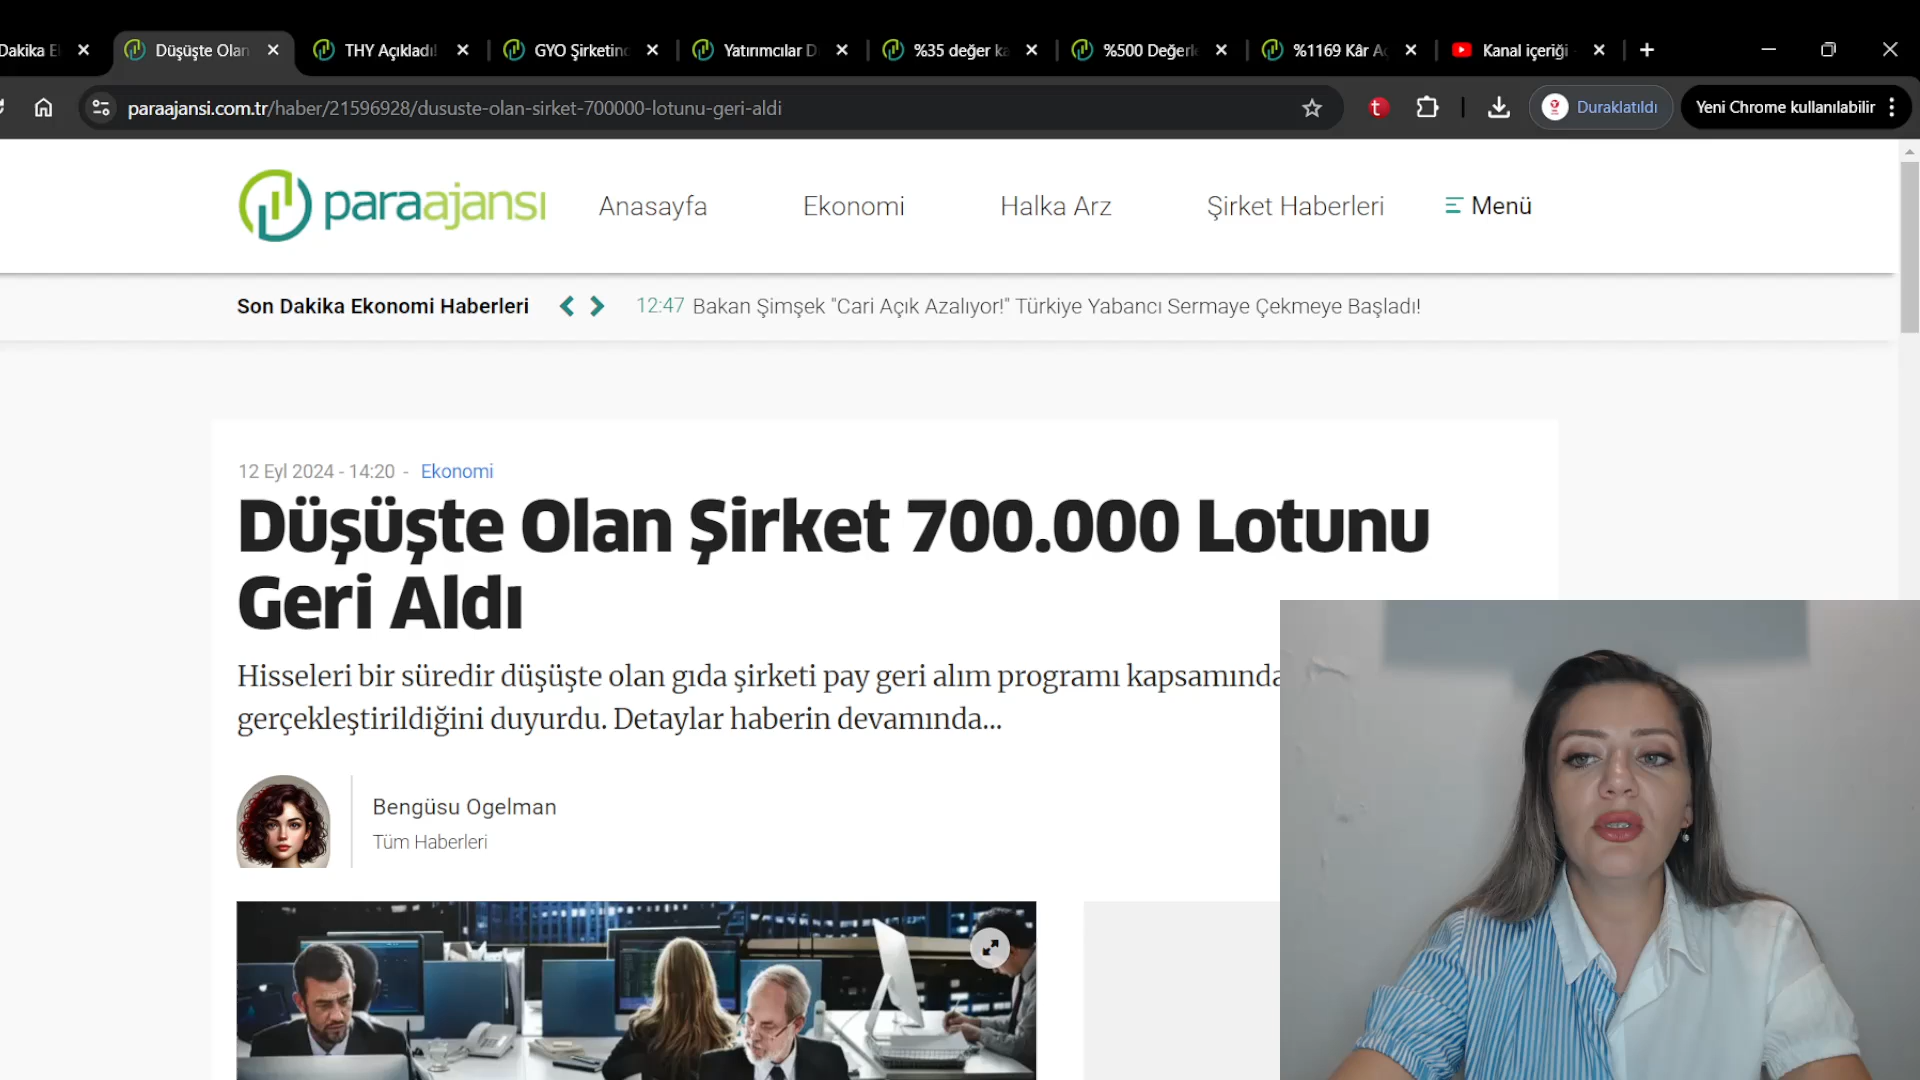 Dakika E
Düşüşte Olan
THY Açıkladı!
GYO Şirketinc
Yatırımcılar D
%35 değer ka
%500 Değerle
%1169 Kâr Aç
Kanal içeriği
paraajansi.com.tr/haber/21596928/dususte-olan-sirket-700000-lotunu-geri-aldi
Duraklatıldı
Yeni Chrome kullanılabilir
paraajansı
Anasayfa
Ekonomi
Halka Arz
Şirket Haberleri
Menü
Son Dakika Ekonomi Haberleri
12:47 Bakan Şimşek "Cari Açık Azalıyor!" Türkiye Yabancı Sermaye Çekmeye Başladı!
12 Eyl 2024 - 14:20 - Ekonomi
Düşüşte Olan Şirket 700.000 Lotunu
Geri Aldı
Hisseleri bir süredir düşüşte olan gıda şirketi pay geri alım programı kapsamında
gerçekleştirildiğini duyurdu. Detaylar haberin devamında...
Bengüsu Ogelman
Tüm Haberleri